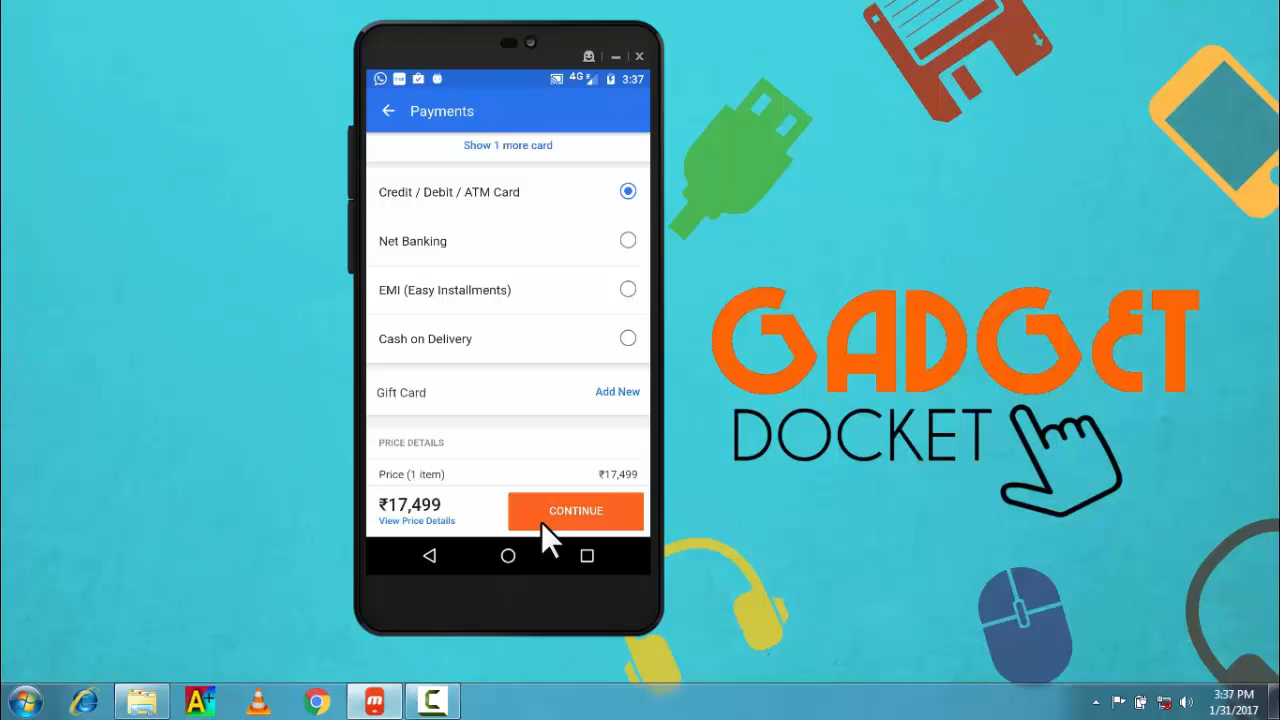 4G 3:37
Payments
Show 1 more card
Credit / Debit / ATM Card
Net Banking
EMI (Easy Installments)
Cash on Delivery
Gift Card Add New
PRICE DETAILS
Price (1 item) ₹17,499
₹17,499
View Price Details
CONTINUE
GADGET
DOCKET
A+
m
C
3:37 PM
1/31/2017